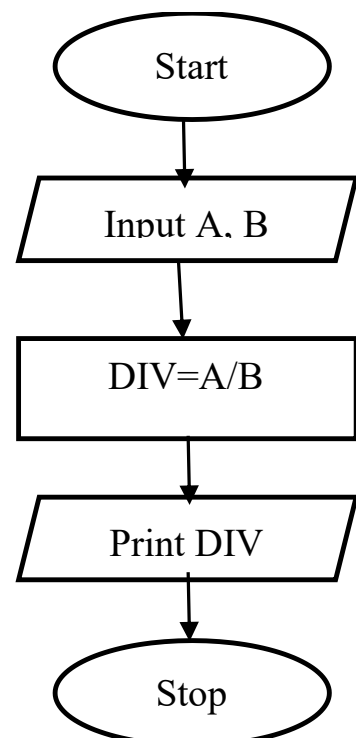 Start
Input A, B
DIV=A/B
Print DIV
Stop